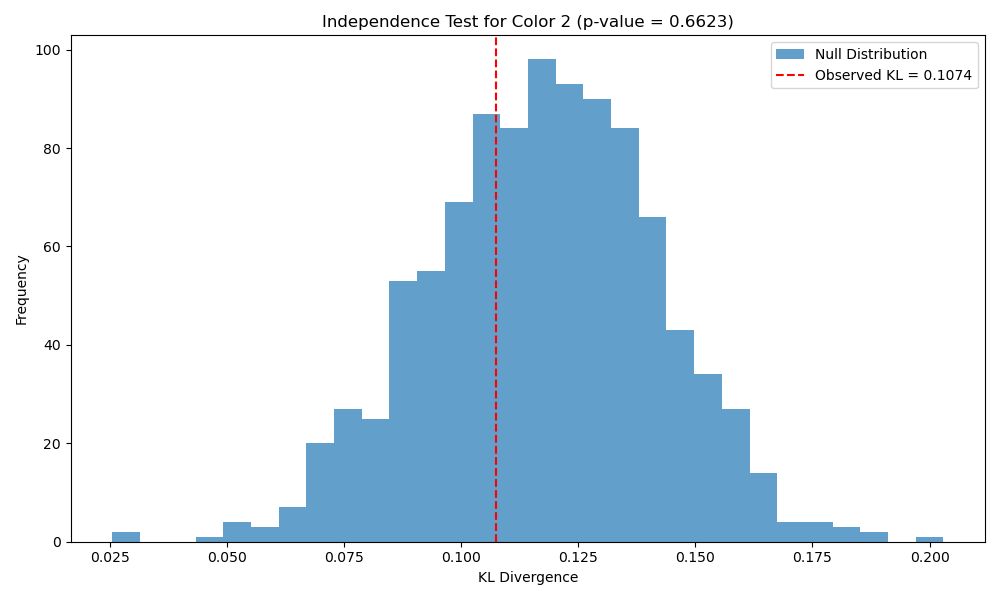 Independence Test for Color 2 (p-value = 0.6623)
Null Distribution
Observed KL = 0.1074
100
80
60
40
20
0
Frequency
0.025 0.050 0.075 0.100 0.125 0.150 0.175 0.200
KL Divergence